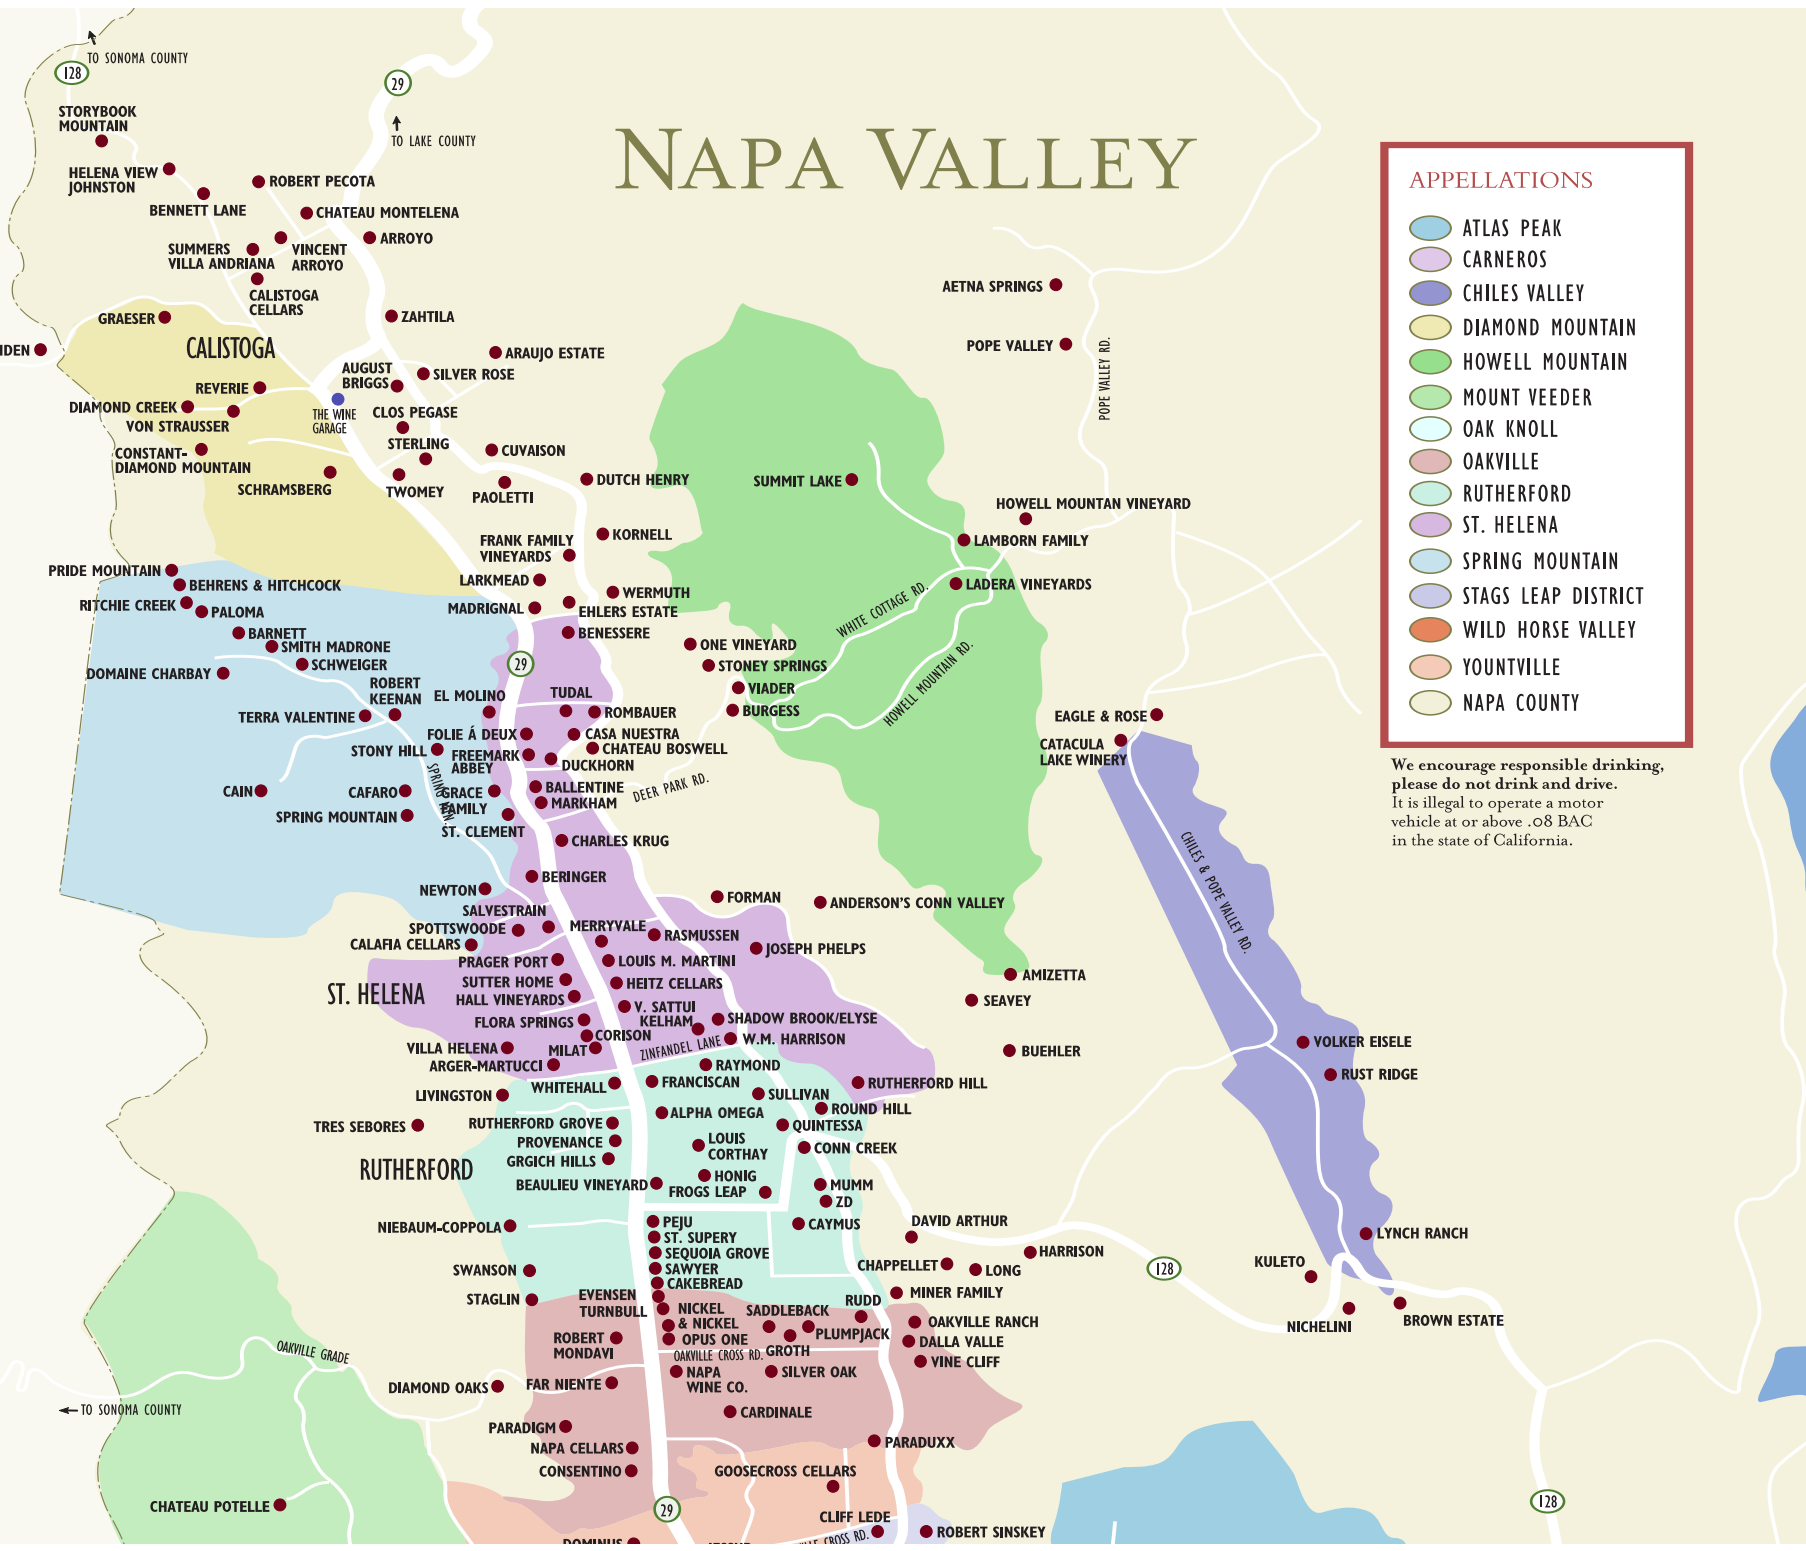 TO SONOMA COUNTY
128
29
TO LAKE COUNTY
NAPA VALLEY
STORYBOOK
MOUNTAIN
HELENA VIEW
JOHNSTON
ROBERT PECOTA
BENNETT LANE
CHATEAU MONTELENA
SUMMERS
VILLA ANDRIANA
VINCENT
ARROYO
ARROYO
CALISTOGA
CELLARS
GRAESER
ZAHTILA
CALISTOGA
ARAUJO ESTATE
AUGUST
BRIGGS
SILVER ROSE
REVERIE
DIAMOND CREEK
VON STRAUSSER
THE WINE
GARAGE
CLOS PEGASE
STERLING
CONSTANT-
DIAMOND MOUNTAIN
SCHRAMSBERG
TWOMEY
CUVAISON
PAOLETTI
DUTCH HENRY
AETNA SPRINGS
POPE VALLEY
POPE VALLEY RD.
SUMMIT LAKE
HOWELL MOUNTAN VINEYARD
LAMBORN FAMILY
LADERA VINEYARDS
WHITE COTTAGE RD.
HOWELL MOUNTAIN RD.
APPELLATIONS
ATLAS PEAK
CARNEROS
CHILES VALLEY
DIAMOND MOUNTAIN
HOWELL MOUNTAIN
MOUNT VEEDER
OAK KNOLL
OAKVILLE
RUTHERFORD
ST. HELENA
SPRING MOUNTAIN
STAGS LEAP DISTRICT
WILD HORSE VALLEY
YOUNTVILLE
NAPA COUNTY
We encourage responsible drinking,
please do not drink and drive.
It is illegal to operate a motor
vehicle at or above .08 BAC
in the state of California.
FRANK FAMILY
VINEYARDS
KORNELL
LARKMEAD
WERMUTH
MADRIGNAL
EHLERS ESTATE
BENESSERE
PRIDE MOUNTAIN
BEHRENS & HITCHCOCK
RITCHIE CREEK
PALOMA
BARNETT
SMITH MADRONE
SCHWEIGER
DOMAINE CHARBAY
ROBERT
KEENAN
TERRA VALENTINE
STONY HILL
CAIN
CAFARO
SPRING MOUNTAIN
29
EL MOLINO
TUDAL
ROMBAUER
FOLIE Á DEUX
CASA NUESTRA
FREEMARK
ABBEY
CHATEAU BOSWELL
DUCKHORN
GRACE
FAMILY
BALLENTINE
MARKHAM
ST. CLEMENT
DEER PARK RD.
ONE VINEYARD
STONEY SPRINGS
VIADER
BURGESS
CHARLES KRUG
BERINGER
NEWTON
EAGLE & ROSE
CATACULA
LAKE WINERY
CHILES & POPE VALLEY RD.
FORMAN
ANDERSON'S CONN VALLEY
SALVESTRAIN
SPOTTSWOODE
CALAFIA CELLARS
MERRYVALE
RASMUSSEN
JOSEPH PHELPS
PRAGER PORT
LOUIS M. MARTINI
SUTTER HOME
HEITZ CELLARS
HALL VINEYARDS
ST. HELENA
V. SATTUI
KELHAM
SHADOW BROOK/ELYSE
FLORA SPRINGS
CORISON
W.M. HARRISON
ZINFANDEL LANE
VILLA HELENA
MILAT
ARGER-MARTUCCI
AMIZETTA
SEAVEY
BUEHLER
VOLKER EISELE
RUST RIDGE
RAYMOND
WHITEHALL
FRANCISCAN
RUTHERFORD HILL
LIVINGSTON
SULLIVAN
ROUND HILL
ALPHA OMEGA
TRES SEBORES
RUTHERFORD GROVE
QUINTESSA
PROVENANCE
LOUIS
CORTHAY
CONN CREEK
GRGICH HILLS
RUTHERFORD
HONIG
BEAULIEU VINEYARD
FROGS LEAP
MUMM
ZD
NIEBAUM-COPPOLA
PEJU
CAYMUS
ST. SUPERY
SEQUOIA GROVE
SWANSON
SAWYER
CAKEBREAD
STAGLIN
EVENSEN
TURNBULL
DAVID ARTHUR
HARRISON
CHAPPELLET
LONG
MINER FAMILY
128
KULETO
LYNCH RANCH
NICHELINI
BROWN ESTATE
NICKEL
& NICKEL
SADDLEBACK
RUDD
OAKVILLE RANCH
ROBERT
MONDAVI
OPUS ONE
PLUMPJACK
DALLA VALLE
OAKVILLE CROSS RD.
GROTH
VINE CLIFF
OAKVILLE GRADE
DIAMOND OAKS
FAR NIENTE
NAPA
WINE CO.
SILVER OAK
TO SONOMA COUNTY
CARDINALE
PARADIGM
NAPA CELLARS
PARADUXX
CONSENTINO
GOOSECROSS CELLARS
CHATEAU POTELLE
29
128
CLIFF LEDE
ROBERT SINSKEY
CROSS RD.